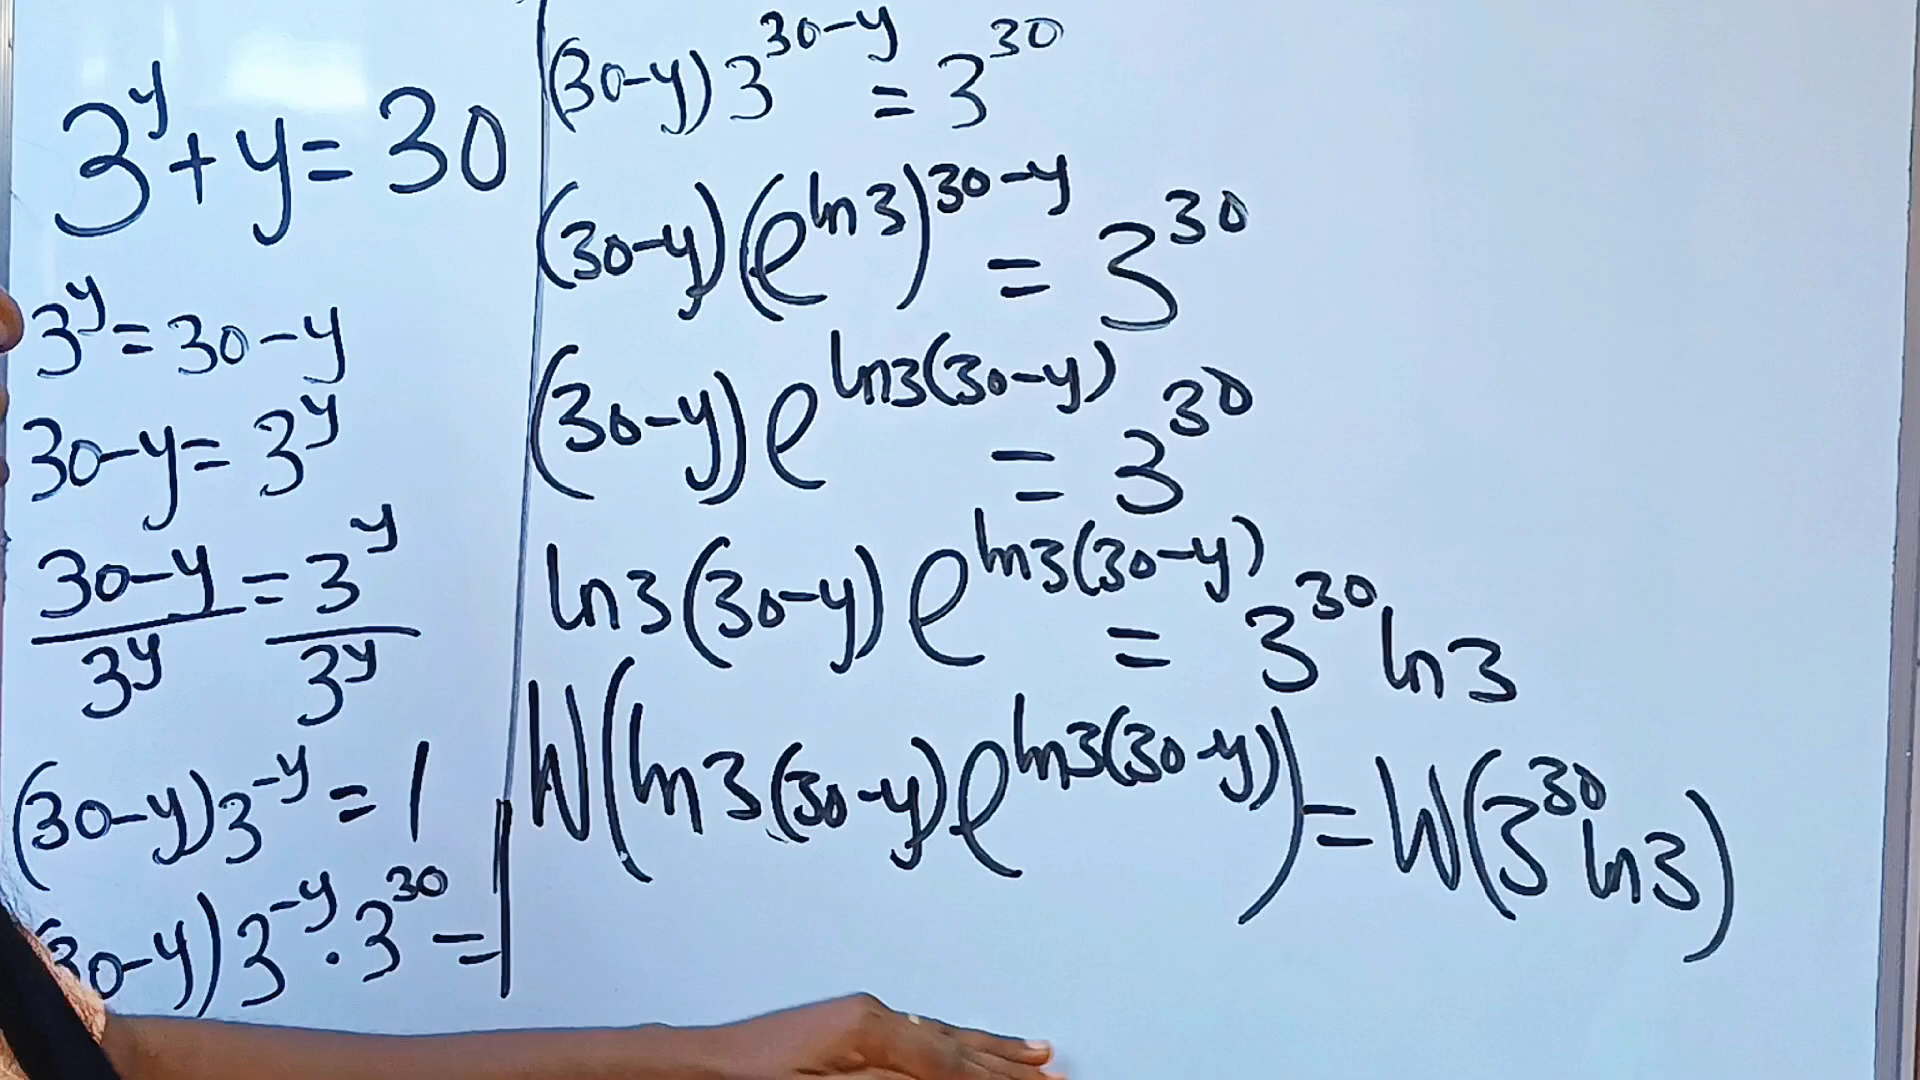 3^y + y = 30
3^y = 30 - y
30 - y = 3^y
(30 - y)/3^y = 3^y/3^y
(30 - y)3^{-y} = 1
(30 - y)3^{-y} · 3^{30} =
(30 - y)3^{30 - y} = 3^{30}
(30 - y)(e^{ln3})^{30 - y} = 3^{30}
(30 - y)e^{ln3(30 - y)} = 3^{30}
ln3(30 - y)e^{ln3(30 - y)} = 3^{30} ln3
W(ln3(30 - y)e^{ln3(30 - y)}) = W(3^{30} ln3)